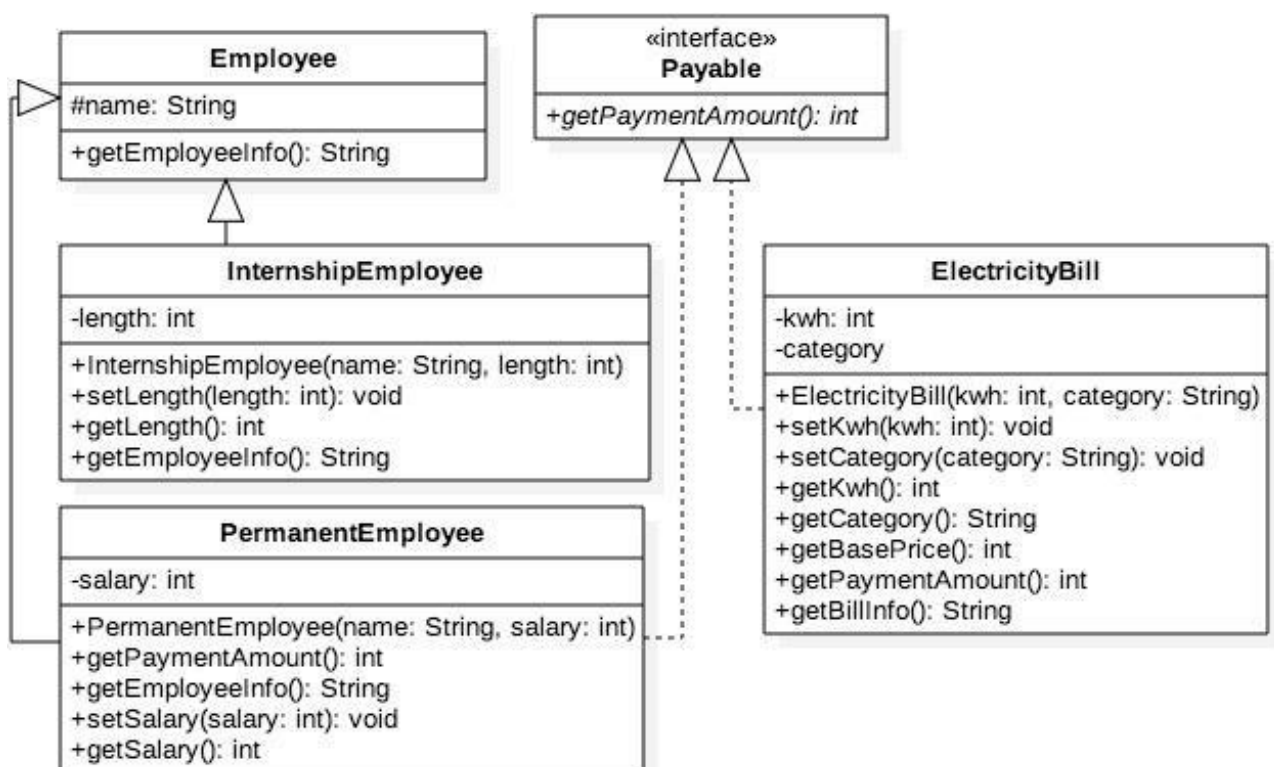 Employee
#name: String
+getEmployeeInfo(): String
«interface»
Payable
+getPaymentAmount(): int
InternshipEmployee
-length: int
+InternshipEmployee(name: String, length: int)
+setLength(length: int): void
+getLength(): int
+getEmployeeInfo(): String
ElectricityBill
-kwh: int
-category
+ElectricityBill(kwh: int, category: String)
+setKwh(kwh: int): void
+setCategory(category: String): void
+getKwh(): int
+getCategory(): String
+getBasePrice(): int
+getPaymentAmount(): int
+getBillInfo(): String
PermanentEmployee
-salary: int
+PermanentEmployee(name: String, salary: int)
+getPaymentAmount(): int
+getEmployeeInfo(): String
+setSalary(salary: int): void
+getSalary(): int